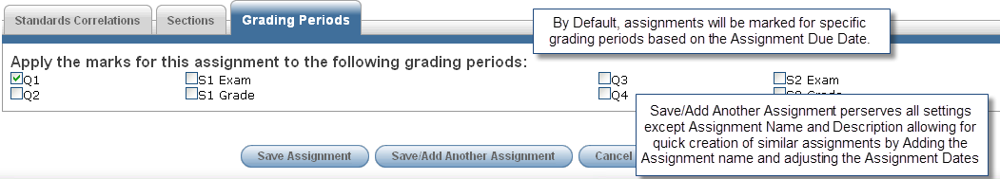 Standards Correlations Sections Grading Periods
By Default, assignments will be marked for specific
grading periods based on the Assignment Due Date.
Apply the marks for this assignment to the following grading periods:
Q1 S1 Exam Q3 S2 Exam
Q2 S1 Grade Q4
Save/Add Another Assignment perserves all settings
except Assignment Name and Description allowing for
quick creation of similar assignments by Adding the
Assignment name and adjusting the Assignment Dates
Save Assignment Save/Add Another Assignment Cancel